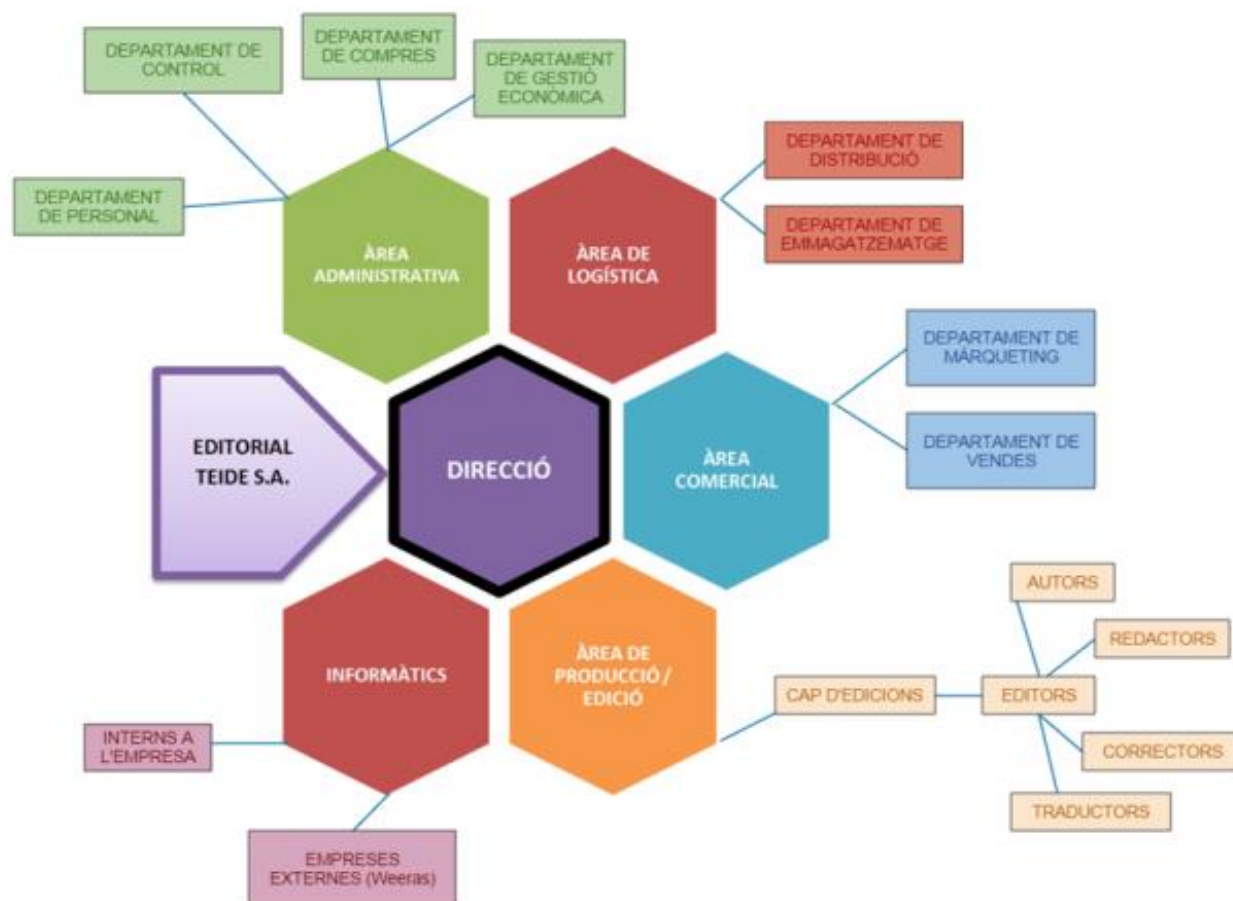 DEPARTAMENT DE
CONTROL
DEPARTAMENT
DE COMPRES
DEPARTAMENT
DE GESTIÓ
ECONÒMICA
DEPARTAMENT
DE PERSONAL
DEPARTAMENT DE
DISTRIBUCIÓ
DEPARTAMENT DE
EMMAGATZEMATGE
ÀREA
ADMINISTRATIVA
ÀREA DE
LOGÍSTICA
DEPARTAMENT DE
MÀRQUETING
DEPARTAMENT DE
VENDES
EDITORIAL
TEIDE S.A.
DIRECCIÓ
ÀREA
COMERCIAL
INFORMÀTICS
ÀREA DE
PRODUCCIÓ /
EDICIÓ
AUTORS
REDACTORS
CAP D'EDICIONS
EDITORS
CORRECTORS
TRADUCTORS
INTERNS A
L'EMPRESA
EMPRESES
EXTERNES (Weeras)